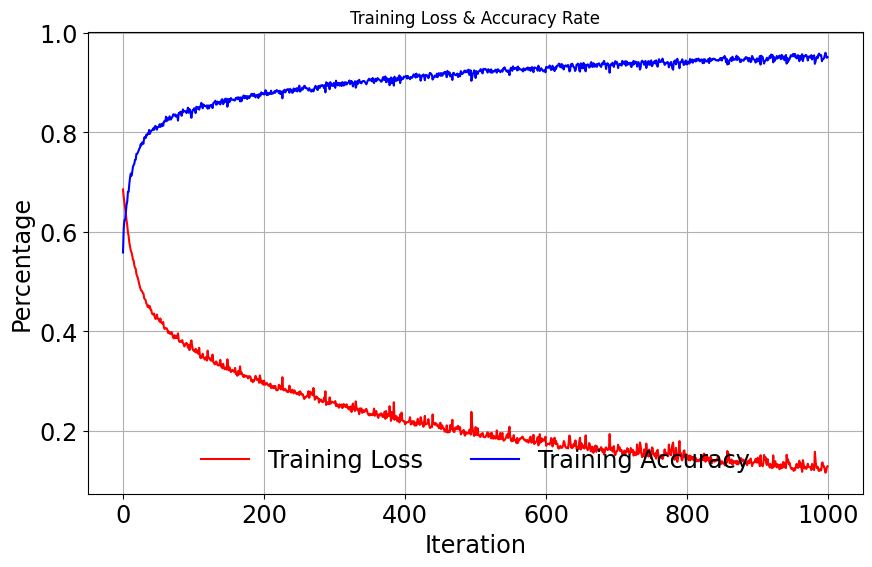 Training Loss & Accuracy Rate
1.0
0.8
0.6
0.4
0.2
Percentage
Training Loss Training Accuracy
0 200 400 600 800 1000
Iteration